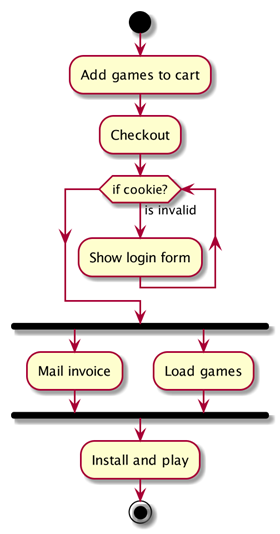 Add games to cart
Checkout
if cookie?
is invalid
Show login form
Mail invoice
Load games
Install and play